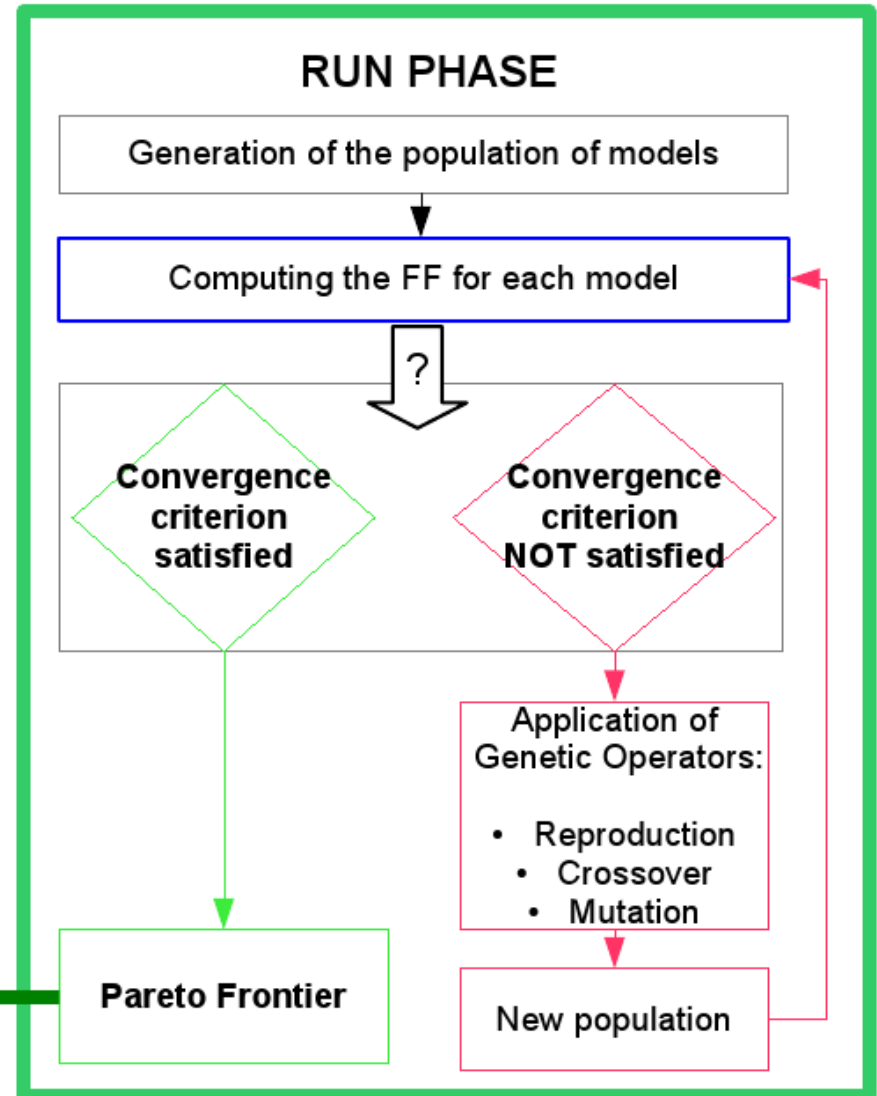 RUN PHASE
Generation of the population of models
Computing the FF for each model
?
Convergence
criterion
satisfied
Convergence
criterion
NOT satisfied
Application of
Genetic Operators:
• Reproduction
• Crossover
• Mutation
Pareto Frontier
New population